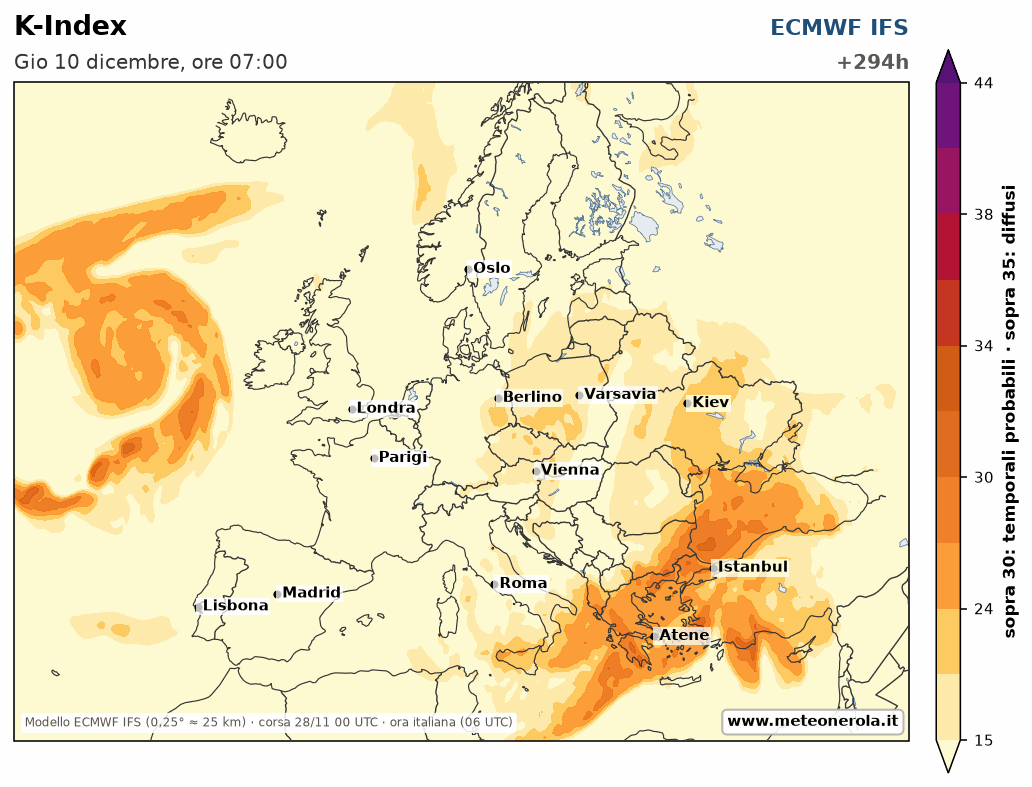 K-Index
ECMWF IFS
Gio 10 dicembre, ore 07:00
+294h
44
38
34
30
24
15
sopra 30: temporali probabili · sopra 35: diffusi
Oslo
Berlino
Varsavia
Kiev
Londra
Parigi
Vienna
Istanbul
Roma
Madrid
Lisbona
Atene
Modello ECMWF IFS (0,25° ≈ 25 km) · corsa 28/11 00 UTC · ora italiana (06 UTC)
www.meteonerola.it